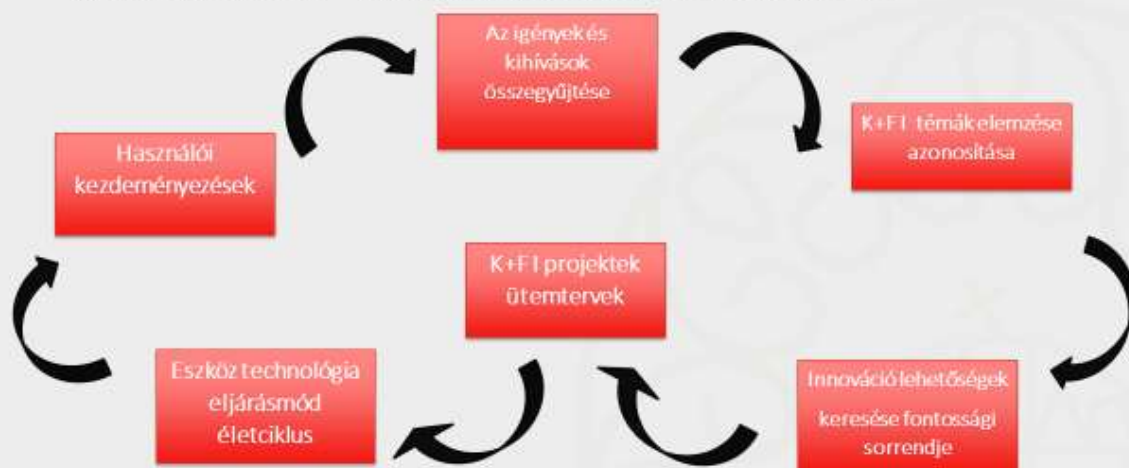 Az igények és
kihívások
összegyűjtése
K+F I témák elemzése
azonosítása
Használói
kezdeményezések
K+F I projektek
ütemtervek
Eszköz technológia
eljárásmód
életciklus
Innováció lehetőségek
keresése fontossági
sorrendje